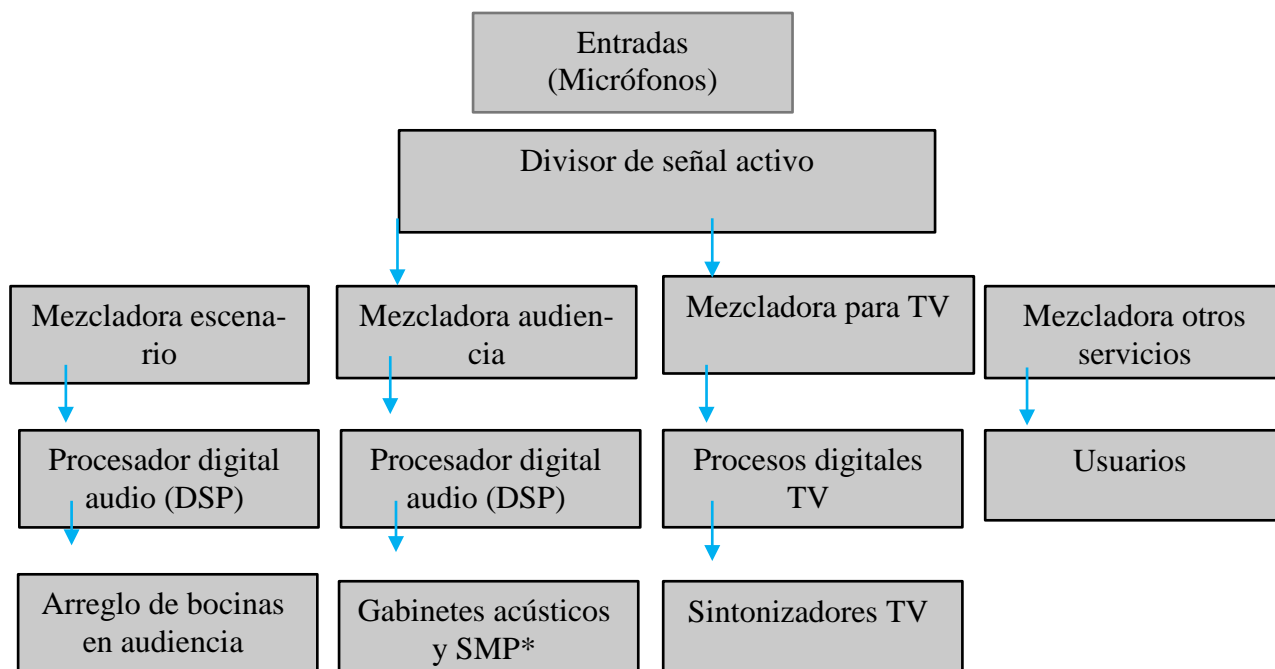 Entradas
(Micrófonos)
Divisor de señal activo
Mezcladora escena-
rio
Mezcladora audien-
cia
Mezcladora para TV
Mezcladora otros
servicios
Procesador digital
audio (DSP)
Procesador digital
audio (DSP)
Procesos digitales
TV
Usuarios
Arreglo de bocinas
en audiencia
Gabinetes acústicos
y SMP*
Sintonizadores TV